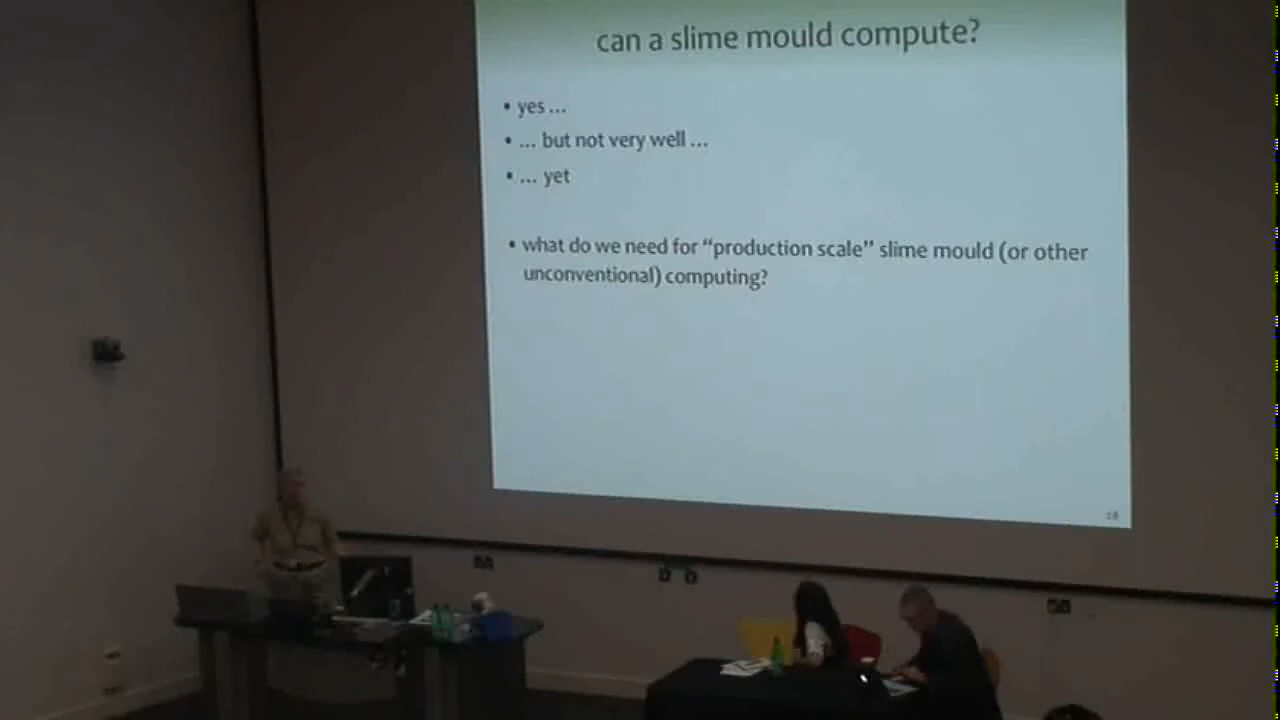 can a slime mould compute?
• yes ...
• ... but not very well ...
• ... yet
• what do we need for “production scale” slime mould (or other
unconventional) computing?